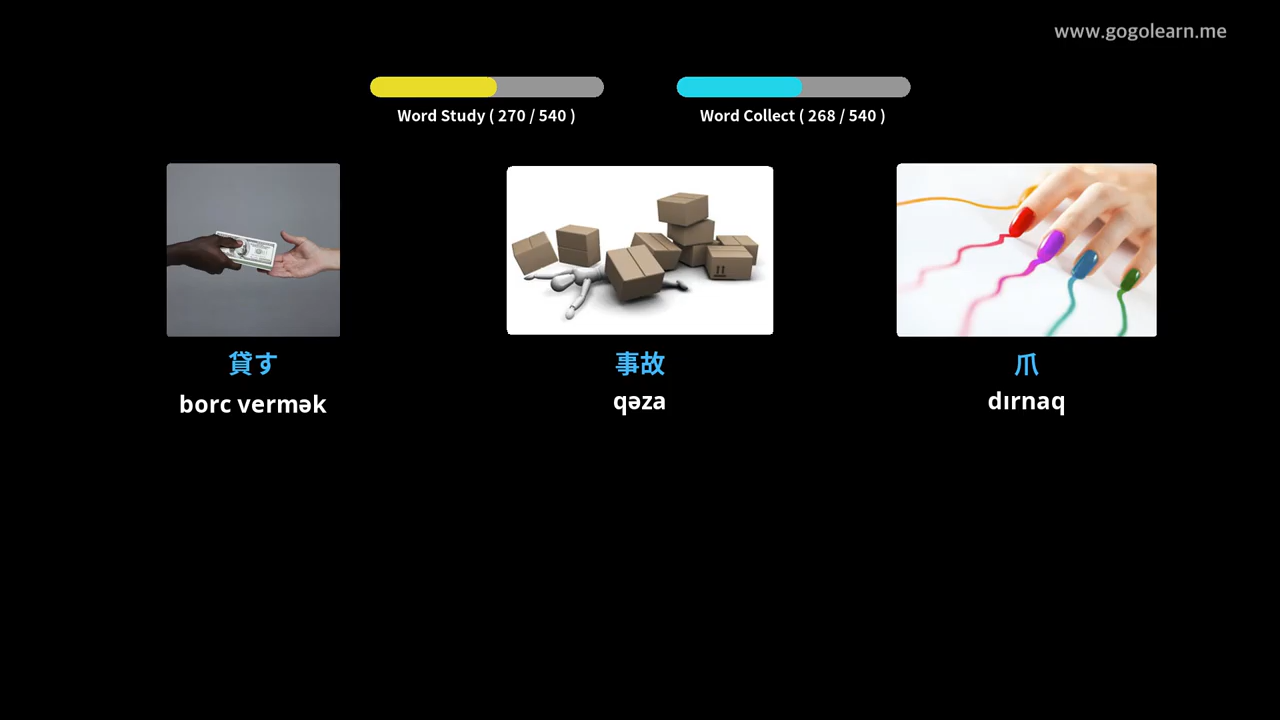 www.gogolearn.me
Word Study ( 270 / 540 )
Word Collect ( 268 / 540 )
貸す
borc vermək
事故
qəza
爪
dırnaq